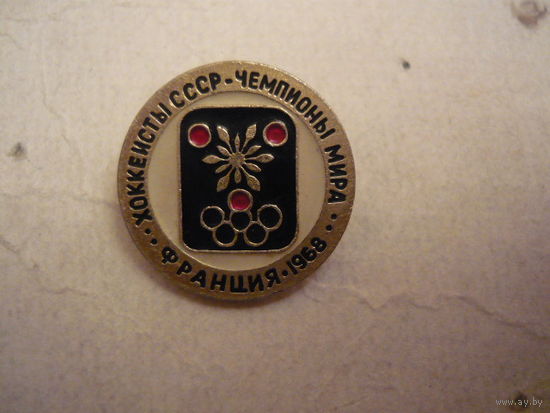 ХОККЕИСТЫ СССР - ЧЕМПИОНЫ МИРА
ФРАНЦИЯ · 1968
www.ay.by